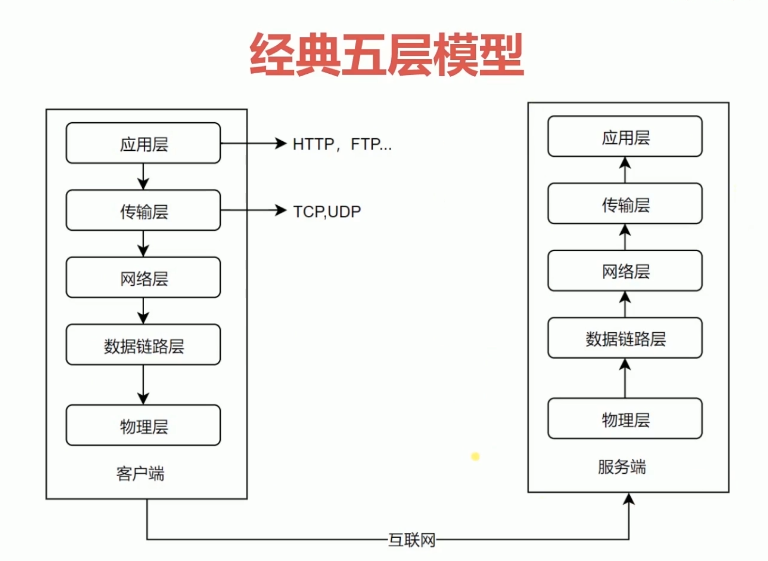 经典五层模型
应用层
HTTP，FTP...
传输层
TCP,UDP
网络层
数据链路层
物理层
客户端
应用层
传输层
网络层
数据链路层
物理层
服务端
互联网